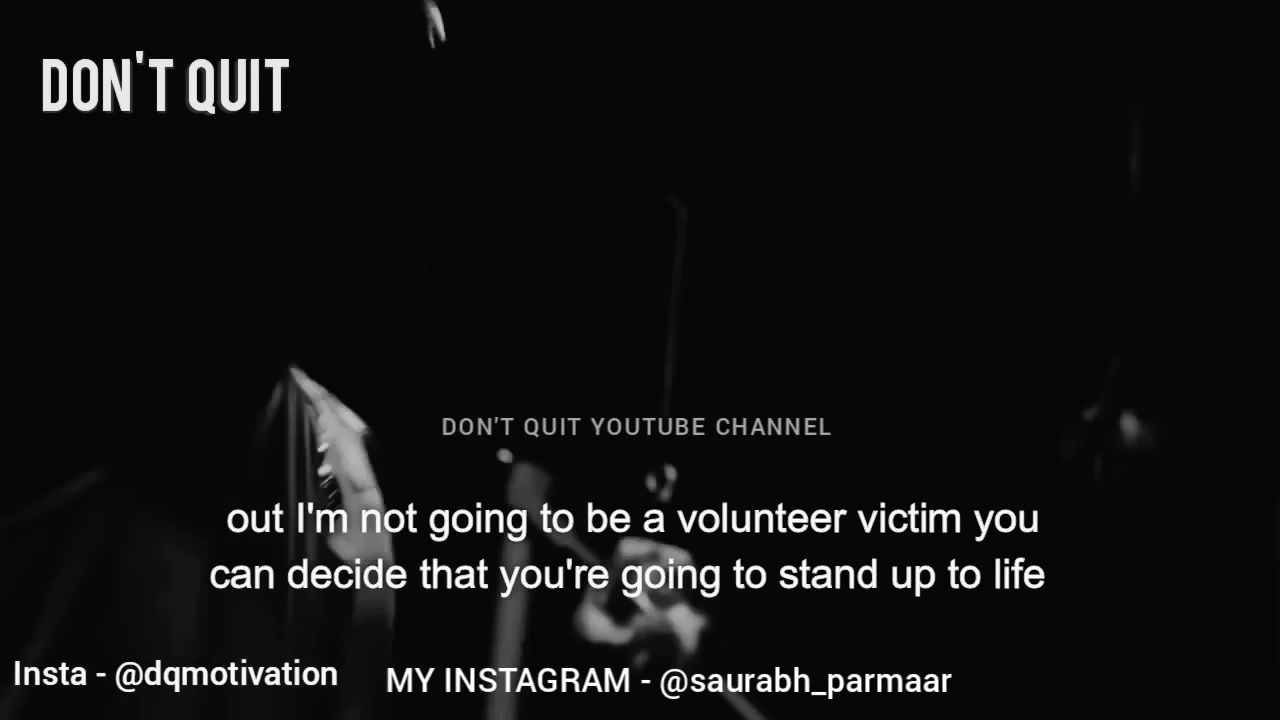 DON'T QUIT
DON'T QUIT YOUTUBE CHANNEL
out I'm not going to be a volunteer victim you
can decide that you're going to stand up to life
Insta - @dqmotivation
MY INSTAGRAM - @saurabh_parmaar